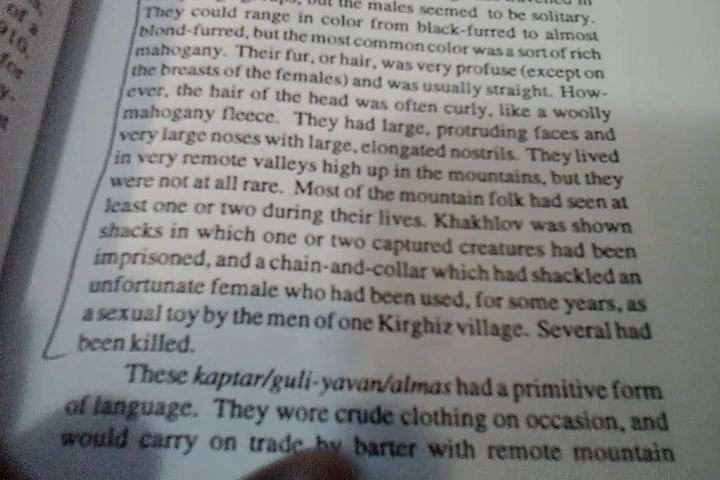 but the males seemed to be solitary.
They could range in color from black-furred to almost
blond-furred, but the most common color was a sort of rich
mahogany. Their fur, or hair, was very profuse (except on
the breasts of the females) and was usually straight. How-
ever, the hair of the head was often curly, like a woolly
mahogany fleece. They had large, protruding faces and
very large noses with large, elongated nostrils. They lived
in very remote valleys high up in the mountains, but they
were not at all rare. Most of the mountain folk had seen at
least one or two during their lives. Khakhlov was shown
shacks in which one or two captured creatures had been
imprisoned, and a chain-and-collar which had shackled an
unfortunate female who had been used, for some years, as
a sexual toy by the men of one Kirghiz village. Several had
been killed.
These kaptar/guli-yavan/almas had a primitive form
of language. They wore crude clothing on occasion, and
would carry on trade by barter with remote mountain